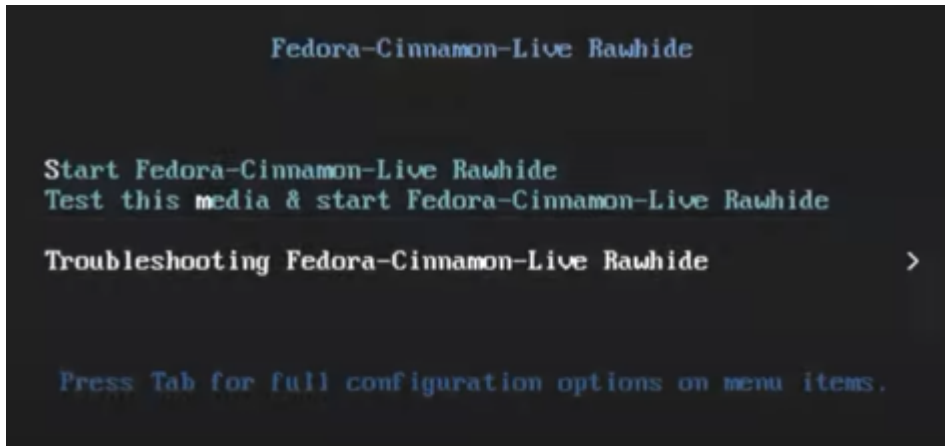 Fedora-Cinnamon-Live Rawhide
Start Fedora-Cinnamon-Live Rawhide
Test this media & start Fedora-Cinnamon-Live Rawhide
Troubleshooting Fedora-Cinnamon-Live Rawhide >
Press Tab for full configuration options on menu items.